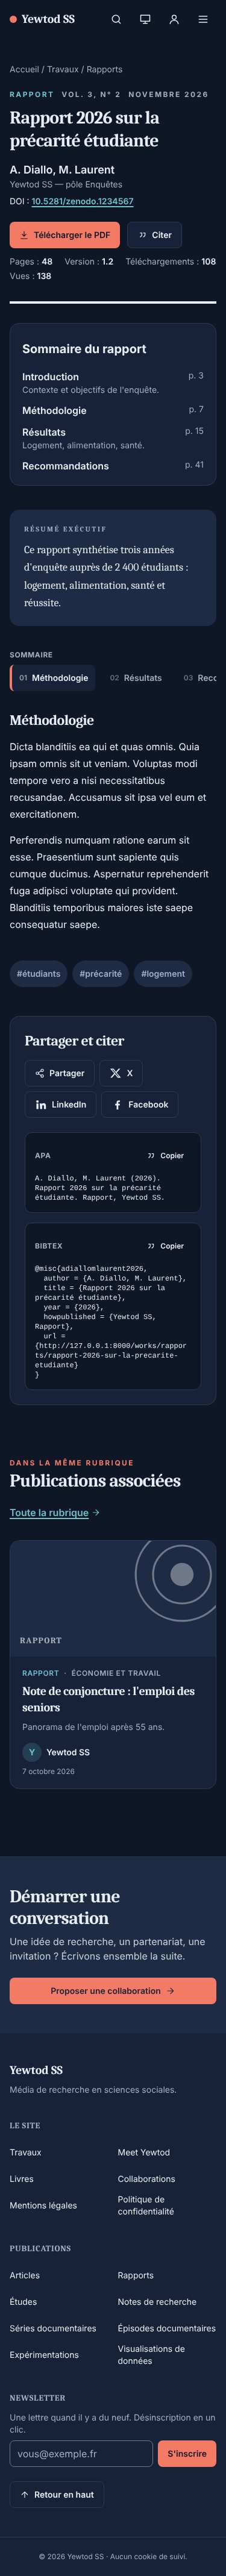 Yewtod SS
Accueil / Travaux / Rapports
RAPPORT VOL. 3, N° 2 NOVEMBRE 2026
Rapport 2026 sur la
précarité étudiante
A. Diallo, M. Laurent
Yewtod SS — pôle Enquêtes
DOI : 10.5281/zenodo.1234567
Télécharger le PDF
Citer
Pages : 48 Version : 1.2 Téléchargements : 108
Vues : 138
Sommaire du rapport
Introduction p. 3
Contexte et objectifs de l'enquête.
Méthodologie p. 7
Résultats p. 15
Logement, alimentation, santé.
Recommandations p. 41
RÉSUMÉ EXÉCUTIF
Ce rapport synthétise trois années
d'enquête auprès de 2 400 étudiants :
logement, alimentation, santé et
réussite.
SOMMAIRE
01 Méthodologie 02 Résultats 03 Reco
Méthodologie
Dicta blanditiis ea qui et quas omnis. Quia
ipsam omnis sit ut veniam. Voluptates modi
tempore vero a nisi necessitatibus
recusandae. Accusamus sit ipsa vel eum et
exercitationem.
Perferendis numquam ratione earum sit
esse. Praesentium sunt sapiente quis
cumque ducimus. Aspernatur reprehenderit
fuga adipisci voluptate qui provident.
Blanditiis temporibus maiores iste saepe
consequatur saepe.
#étudiants #précarité #logement
Partager et citer
Partager X
LinkedIn Facebook
APA Copier
A. Diallo, M. Laurent (2026).
Rapport 2026 sur la précarité
étudiante. Rapport, Yewtod SS.
BIBTEX Copier
@misc{adiallomlaurent2026,
author = {A. Diallo, M. Laurent},
title = {Rapport 2026 sur la
précarité étudiante},
year = {2026},
howpublished = {Yewtod SS,
Rapport},
url =
{http://127.0.0.1:8000/works/rappor
ts/rapport-2026-sur-la-precarite-
etudiante}
}
DANS LA MÊME RUBRIQUE
Publications associées
Toute la rubrique →
RAPPORT
RAPPORT · ÉCONOMIE ET TRAVAIL
Note de conjoncture : l'emploi des
seniors
Panorama de l'emploi après 55 ans.
Y Yewtod SS
7 octobre 2026
Démarrer une
conversation
Une idée de recherche, un partenariat, une
invitation ? Écrivons ensemble la suite.
Proposer une collaboration →
Yewtod SS
Média de recherche en sciences sociales.
LE SITE
Travaux Meet Yewtod
Livres Collaborations
Mentions légales Politique de
confidentialité
PUBLICATIONS
Articles Rapports
Études Notes de recherche
Séries documentaires Épisodes documentaires
Expérimentations Visualisations de
données
NEWSLETTER
Une lettre quand il y a du neuf. Désinscription en un
clic.
vous@exemple.fr S'inscrire
↑ Retour en haut
© 2026 Yewtod SS · Aucun cookie de suivi.